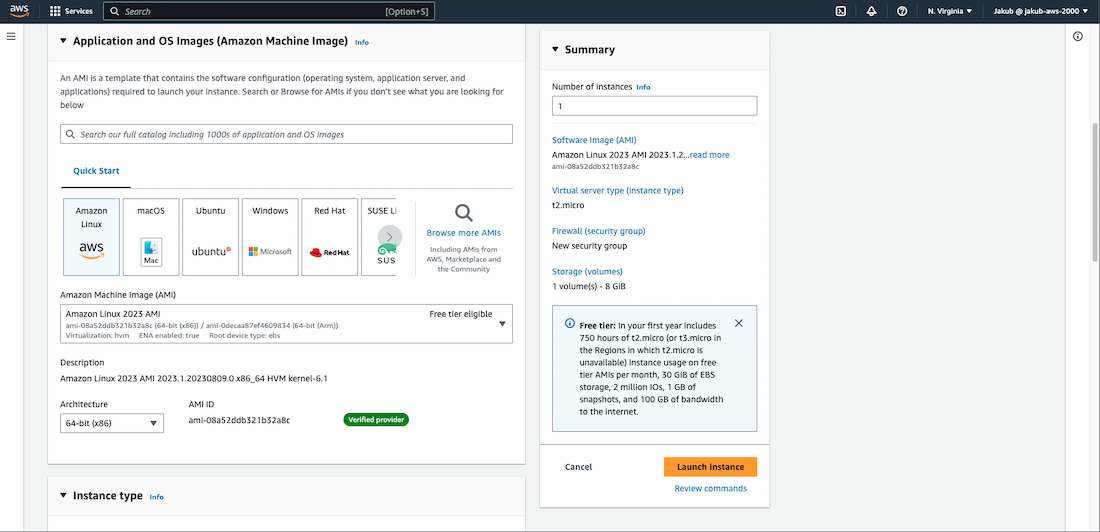 aws
Services
Search
[Option+S]
N. Virginia
Jakub @ jakub-aws-2000
Application and OS Images (Amazon Machine Image) Info
An AMI is a template that contains the software configuration (operating system, application server, and
applications) required to launch your instance. Search or Browse for AMIs if you don't see what you are looking for
below
Search our full catalog including 1000s of application and OS images
Quick Start
Amazon
Linux
aws
macOS
Mac
Ubuntu
ubuntu
Windows
Microsoft
Red Hat
Red Hat
SUSE LI
SUS
Browse more AMIs
Including AMIs from
AWS, Marketplace and
the Community
Amazon Machine Image (AMI)
Amazon Linux 2023 AMI
Free tier eligible
ami-08a52ddb321b32a8c (64-bit (x86)) / ami-0decaa87ef4609834 (64-bit (Arm))
Virtualization: hvm ENA enabled: true Root device type: ebs
Description
Amazon Linux 2023 AMI 2023.1.20230809.0 x86_64 HVM kernel-6.1
Architecture
64-bit (x86)
AMI ID
ami-08a52ddb321b32a8c
Verified provider
Instance type Info
Summary
Number of instances Info
1
Software Image (AMI)
Amazon Linux 2023 AMI 2023.1.2...read more
ami-08a52ddb321b32a8c
Virtual server type (instance type)
t2.micro
Firewall (security group)
New security group
Storage (volumes)
1 volume(s) - 8 GiB
Free tier: In your first year includes
750 hours of t2.micro (or t3.micro in
the Regions in which t2.micro is
unavailable) instance usage on free
tier AMIs per month, 30 GiB of EBS
storage, 2 million IOs, 1 GB of
snapshots, and 100 GB of bandwidth
to the internet.
Cancel
Launch instance
Review commands